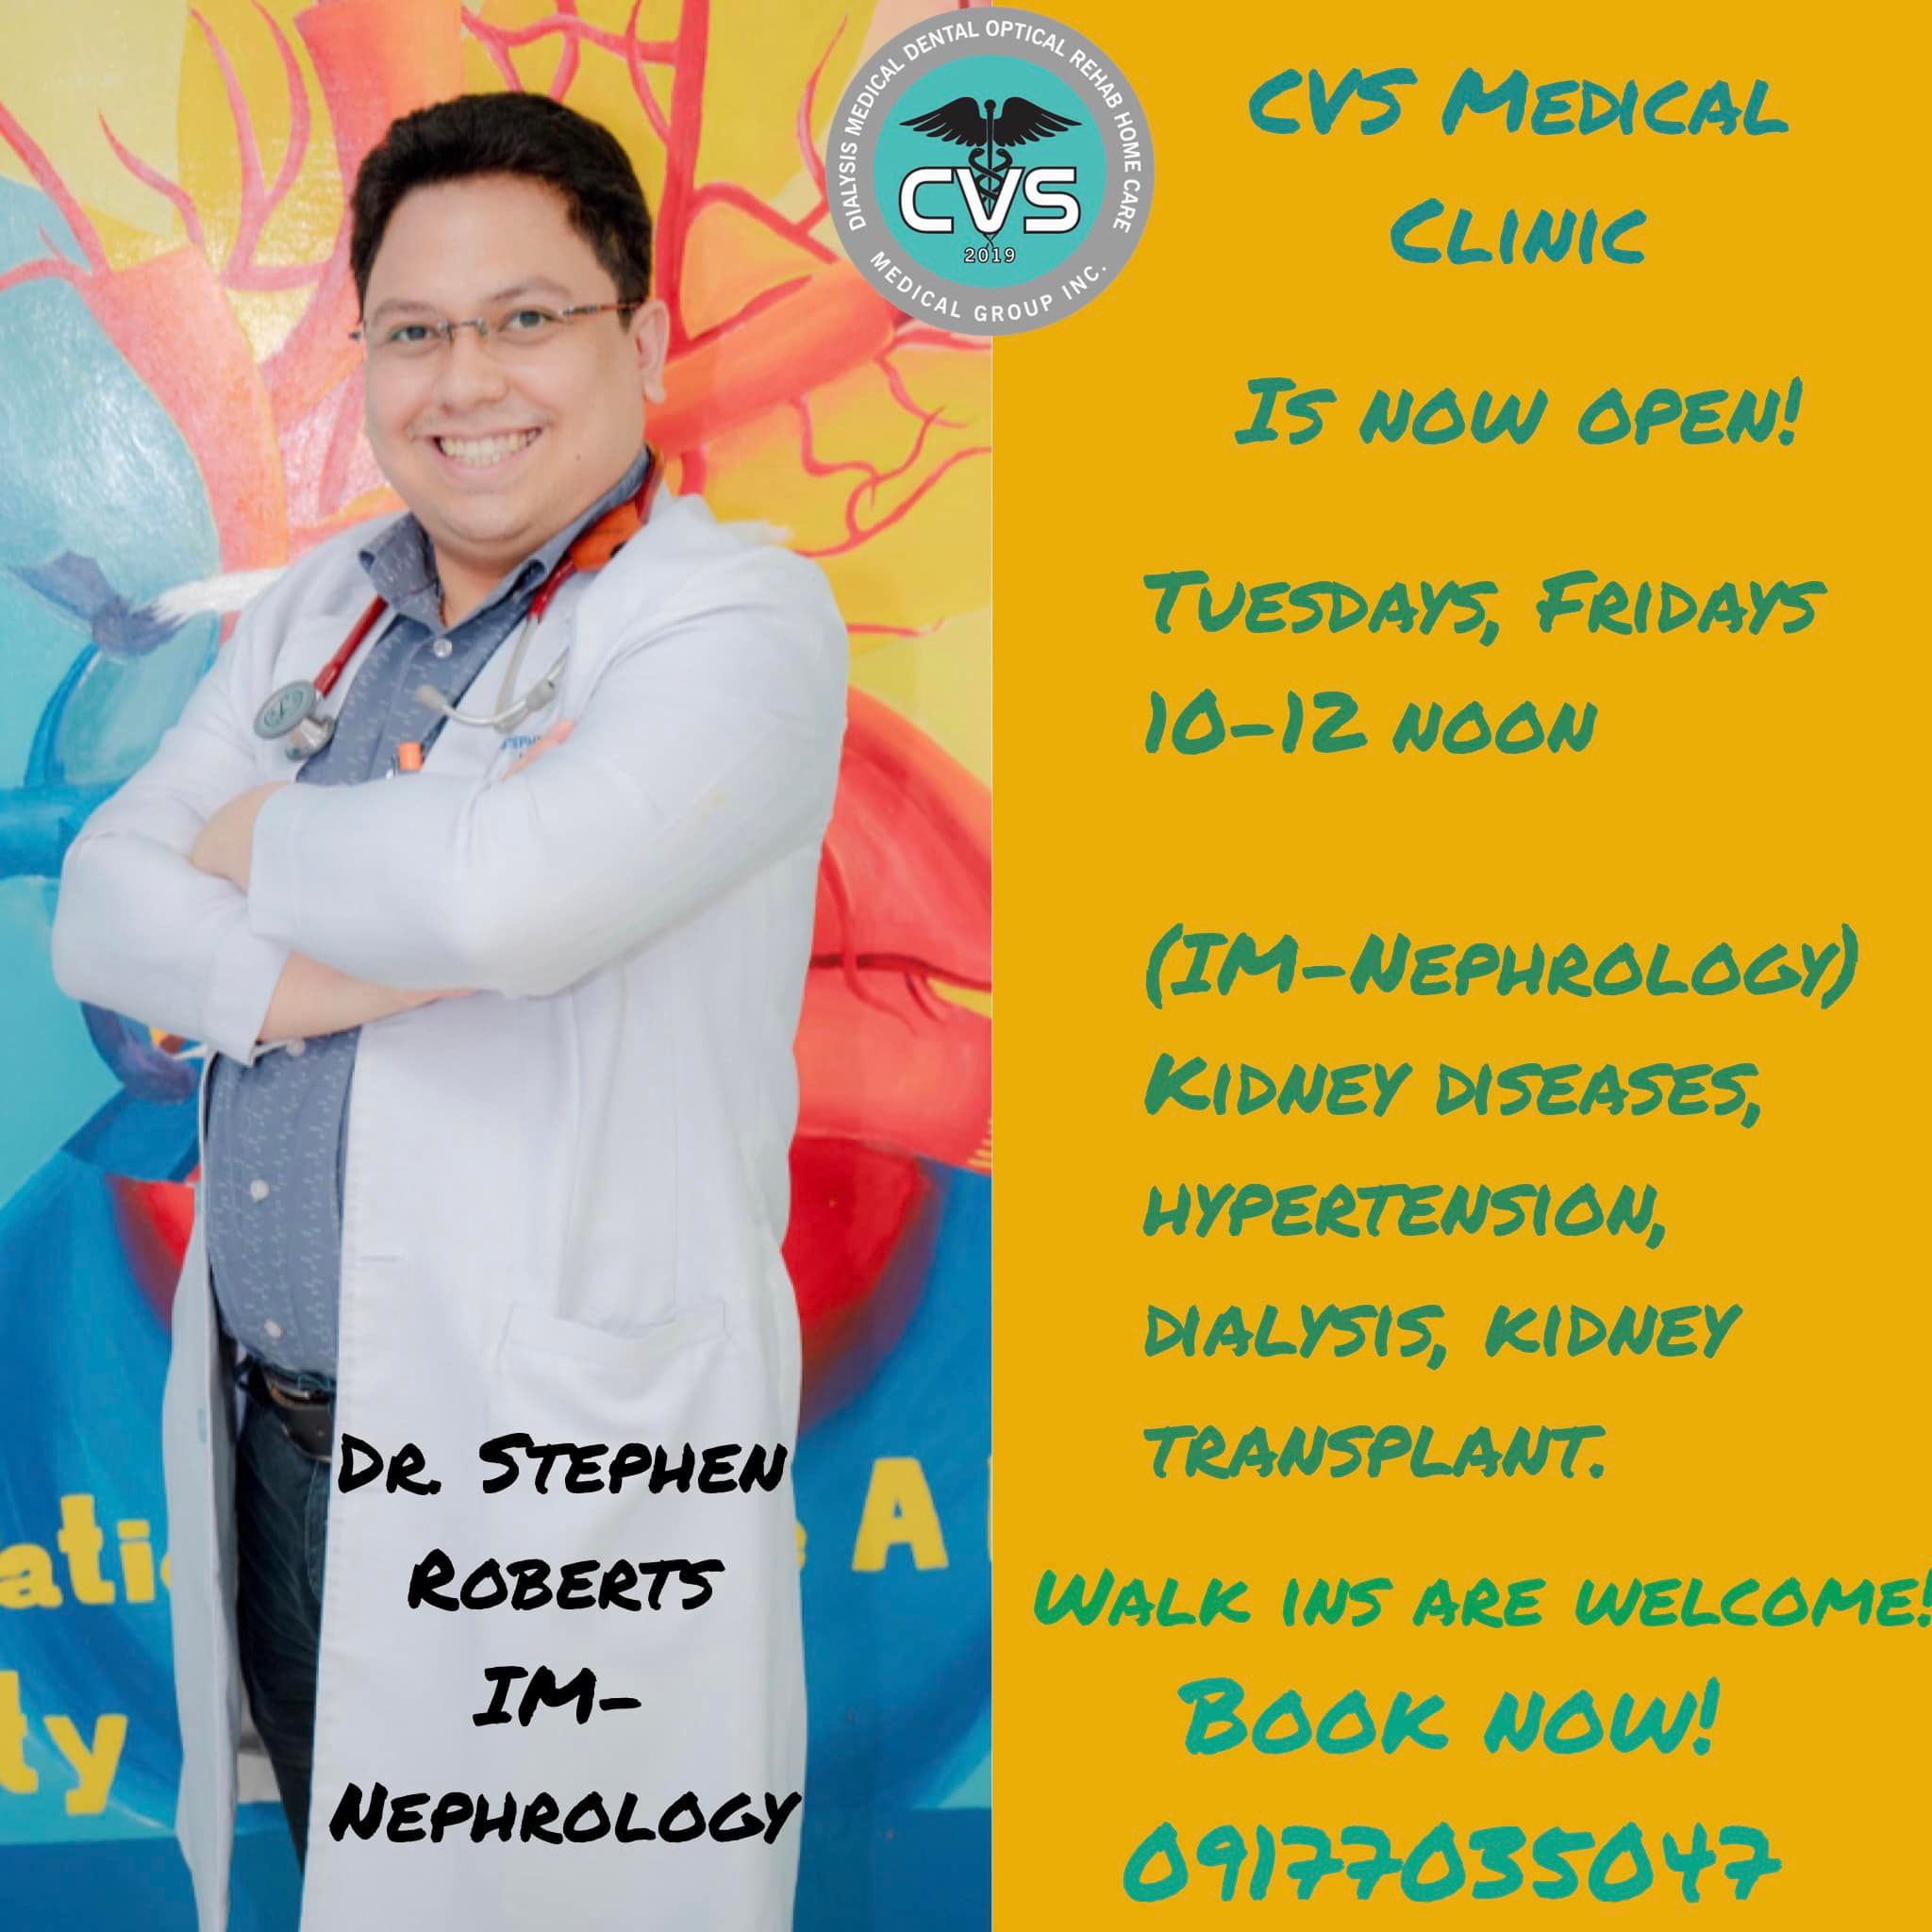 DIALYSIS MEDICAL DENTAL OPTICAL REHAB HOME CARE
CVS
2019
MEDICAL GROUP INC.
CVS Medical
Clinic
Is now open!
Tuesdays, Fridays
10-12 noon
(IM-Nephrology)
Kidney diseases,
hypertension,
dialysis, kidney
transplant.
Walk ins are welcome!
Book now!
09177035047
Dr. Stephen
Roberts
IM-
Nephrology
A
ty